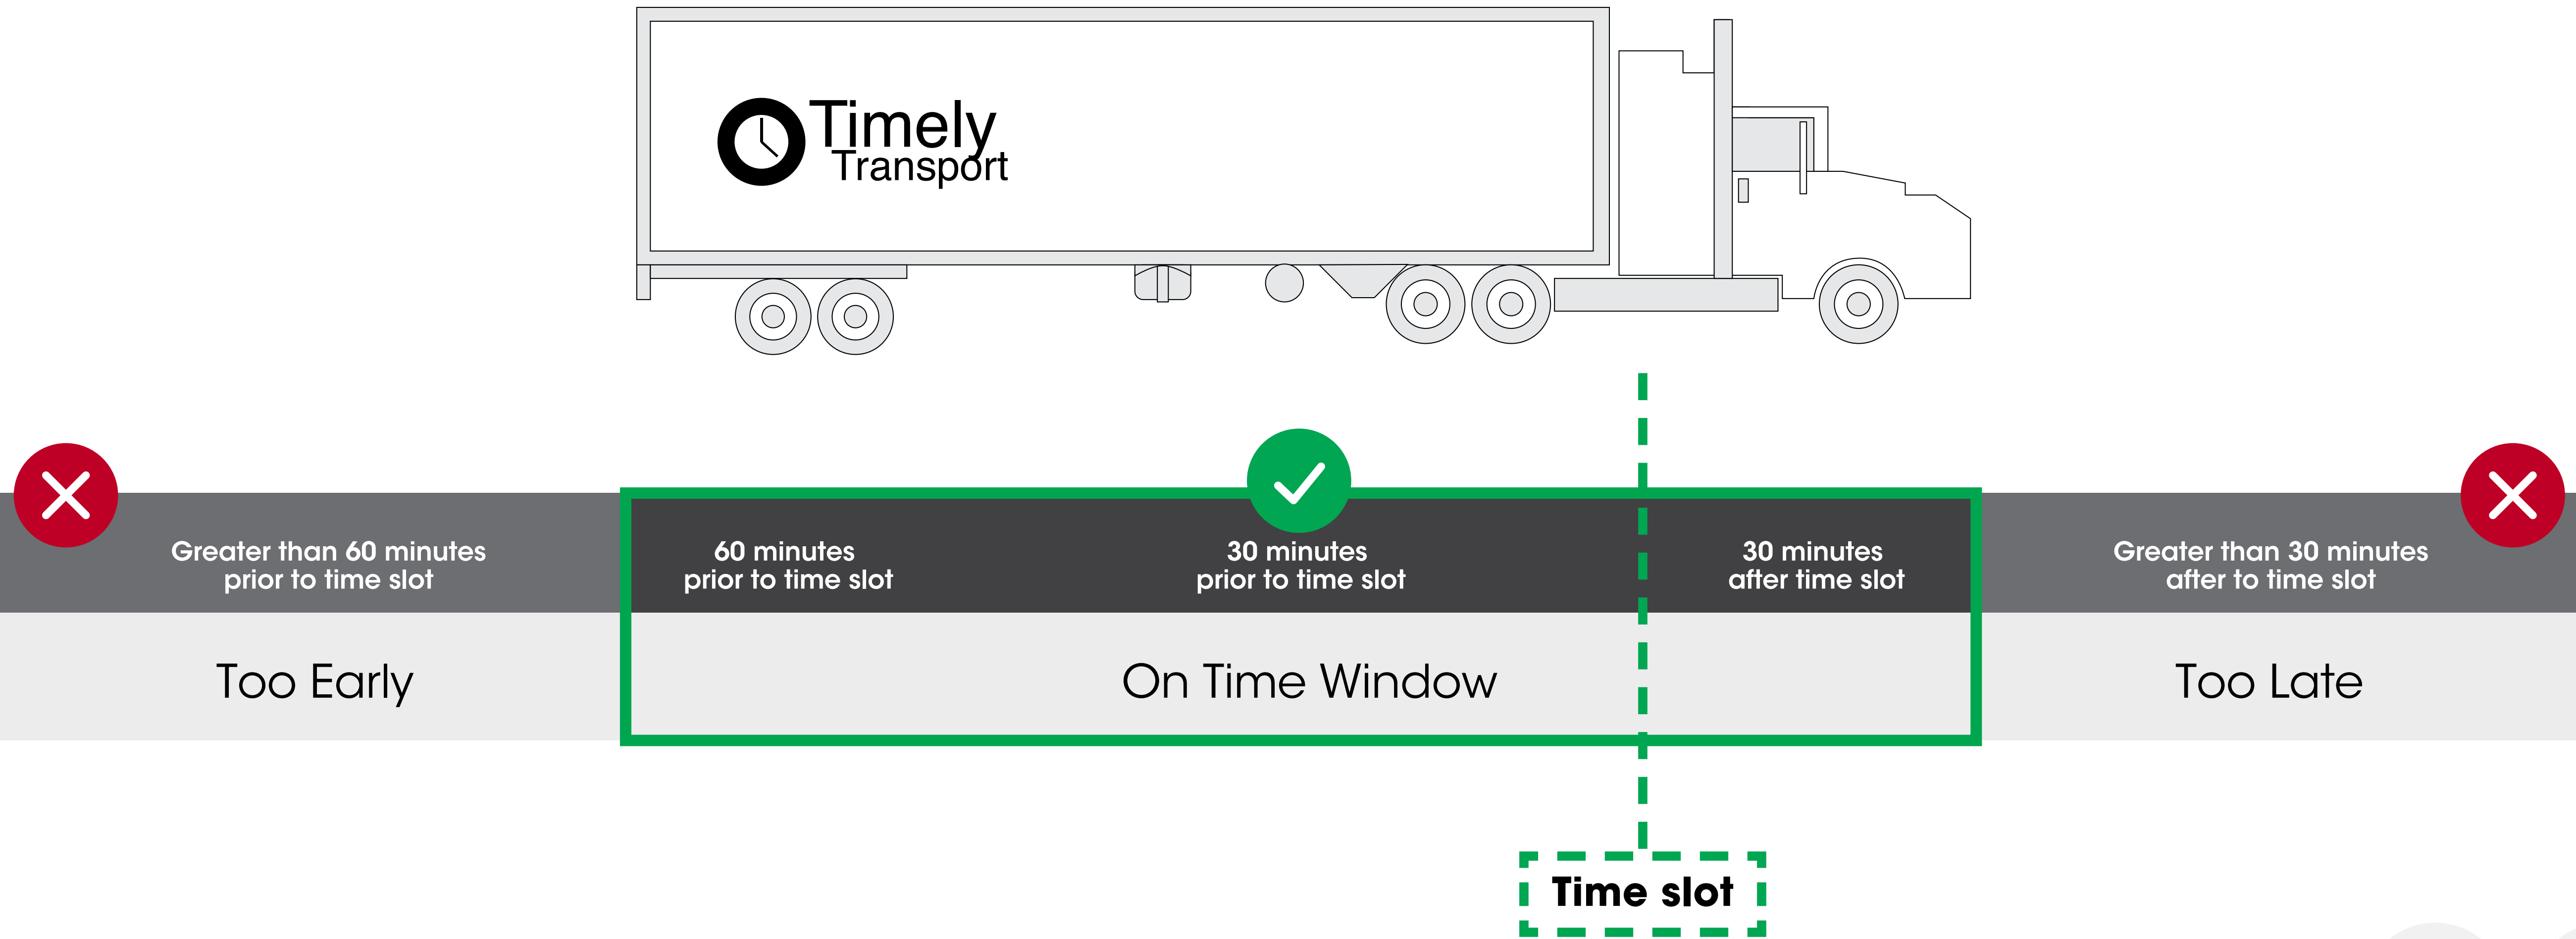 Timely
Transport
Greater than 60 minutes
prior to time slot
60 minutes
prior to time slot
30 minutes
prior to time slot
30 minutes
after time slot
Greater than 30 minutes
after to time slot
Too Early
On Time Window
Too Late
Time slot